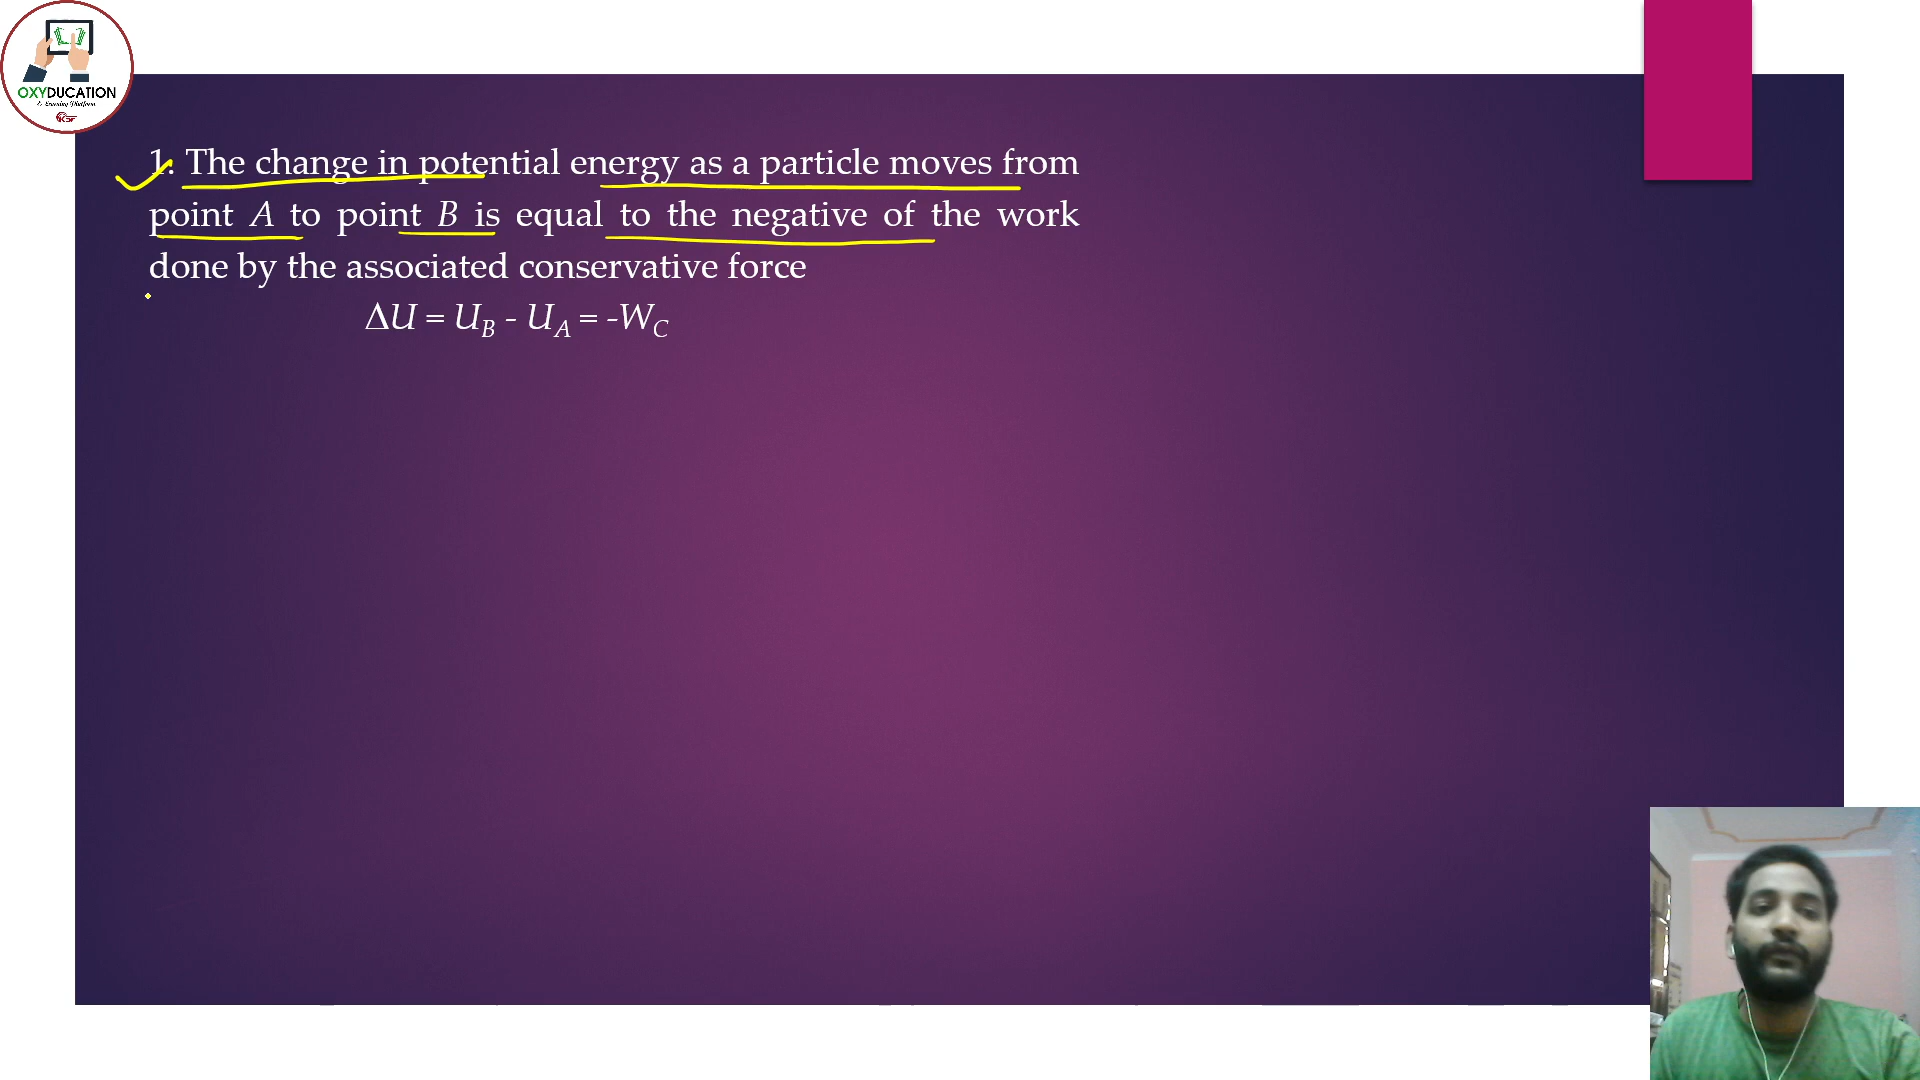 OXYDUCATION
1. The change in potential energy as a particle moves from
point A to point B is equal to the negative of the work
done by the associated conservative force
ΔU = U_B - U_A = -W_C